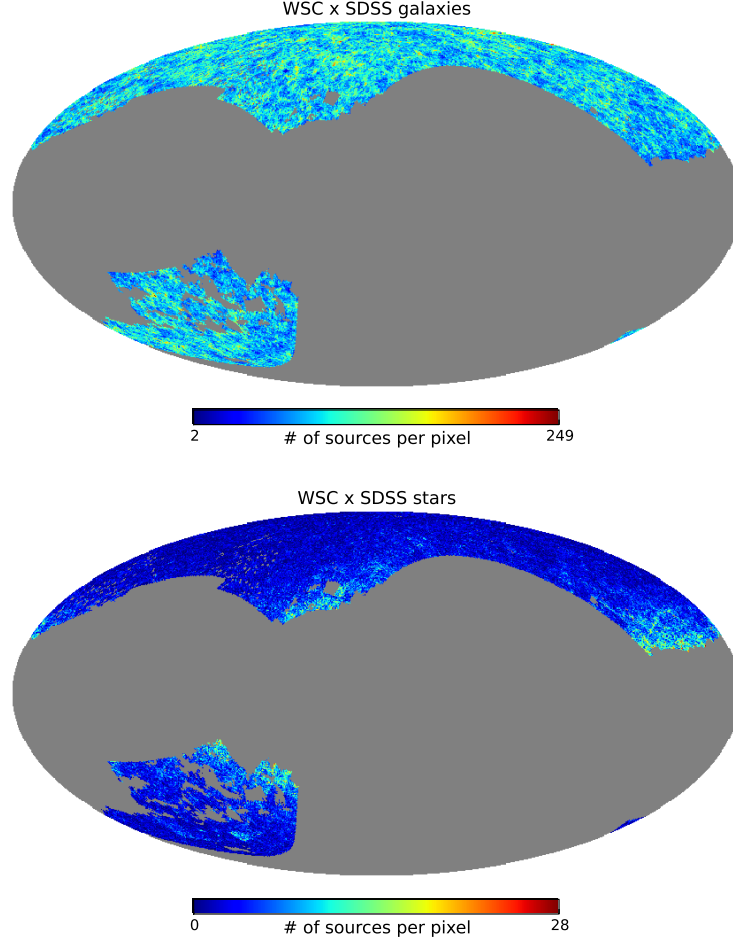 WSC x SDSS galaxies
2 249
# of sources per pixel
WSC x SDSS stars
0 28
# of sources per pixel